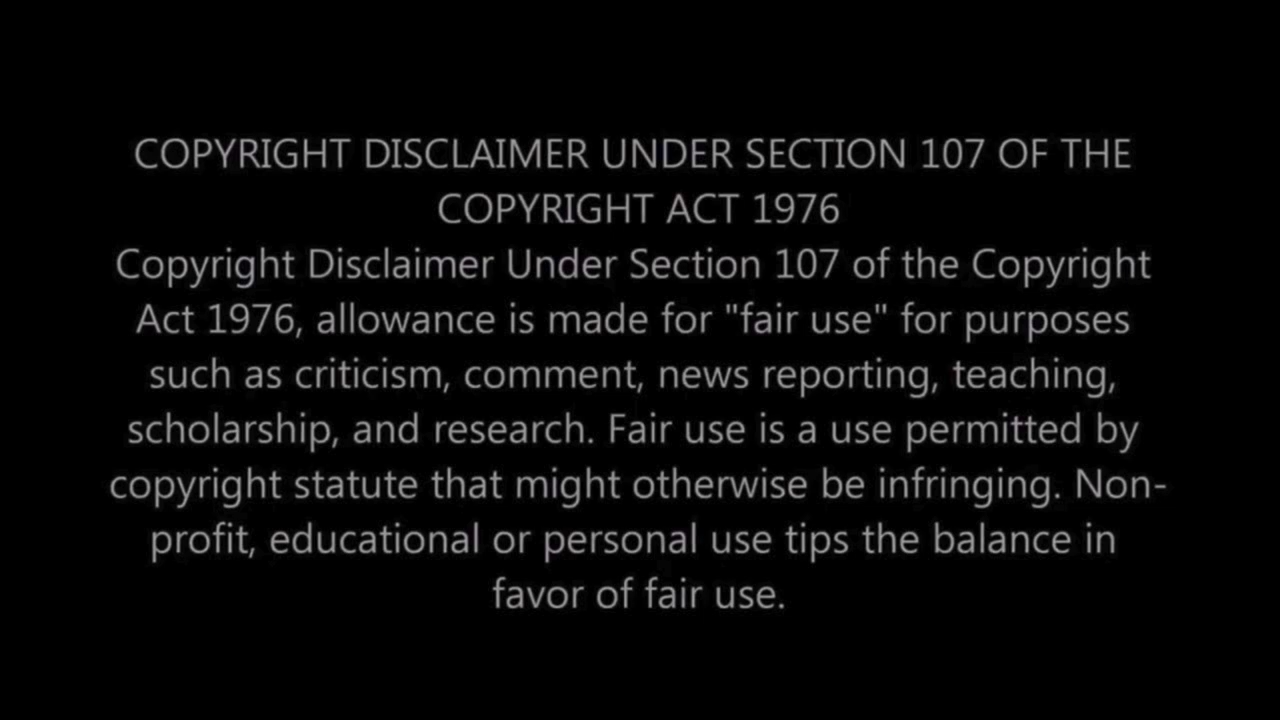 COPYRIGHT DISCLAIMER UNDER SECTION 107 OF THE
COPYRIGHT ACT 1976
Copyright Disclaimer Under Section 107 of the Copyright
Act 1976, allowance is made for "fair use" for purposes
such as criticism, comment, news reporting, teaching,
scholarship, and research. Fair use is a use permitted by
copyright statute that might otherwise be infringing. Non-
profit, educational or personal use tips the balance in
favor of fair use.